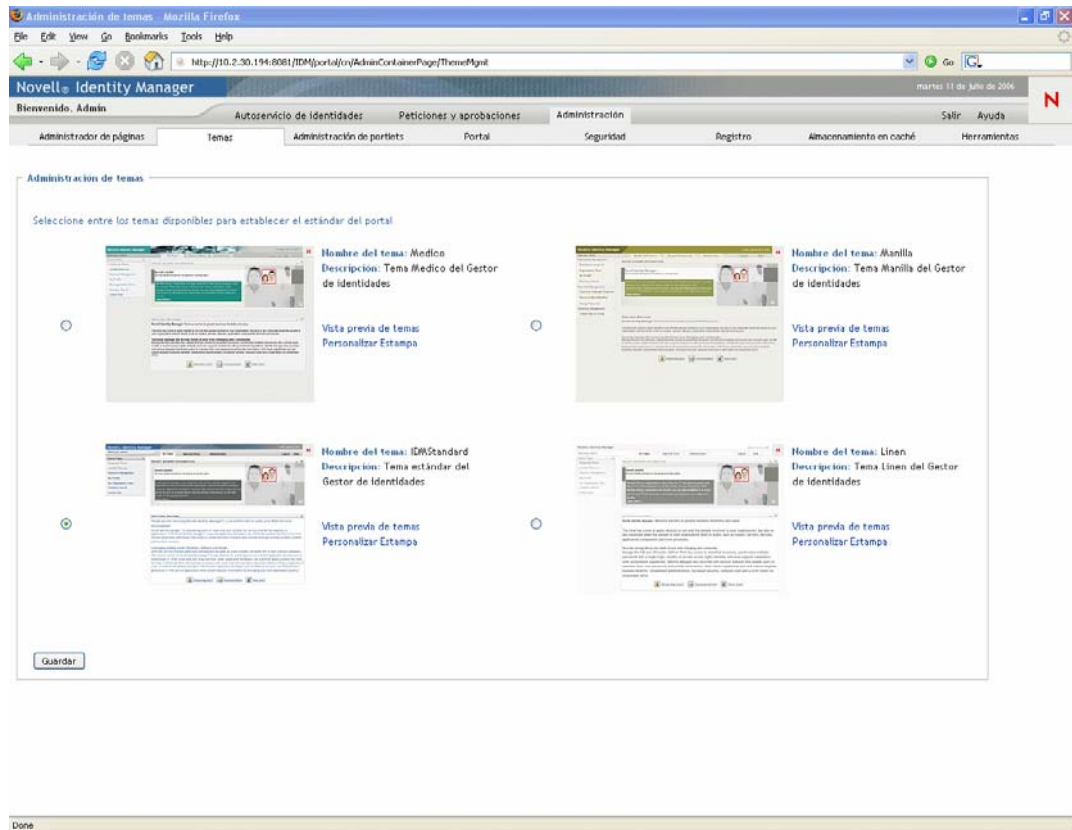 Administración de temas - Mozilla Firefox
File Edit View Go Bookmarks Tools Help
http://10.2.30.194:8081/IDM/portal/cn/AdminContainerPage/ThemeMgmt Go
Novell® Identity Manager martes 11 de julio de 2006
N
Bienvenido, Admin Autoservicio de identidades Peticiones y aprobaciones Administración Salir Ayuda
Administrador de páginas Temas Administración de portlets Portal Seguridad Registro Almacenamiento en caché Herramientas
Administración de temas
Seleccione entre los temas disponibles para establecer el estándar del portal
Nombre del tema: Medico
Descripción: Tema Medico del Gestor
de identidades
Vista previa de temas
Personalizar Estampa
Nombre del tema: Manilla
Descripción: Tema Manilla del Gestor
de identidades
Vista previa de temas
Personalizar Estampa
Nombre del tema: IDMStandard
Descripción: Tema estándar del
Gestor de identidades
Vista previa de temas
Personalizar Estampa
Nombre del tema: Linen
Descripción: Tema Linen del Gestor
de identidades
Vista previa de temas
Personalizar Estampa
Guardar
Done